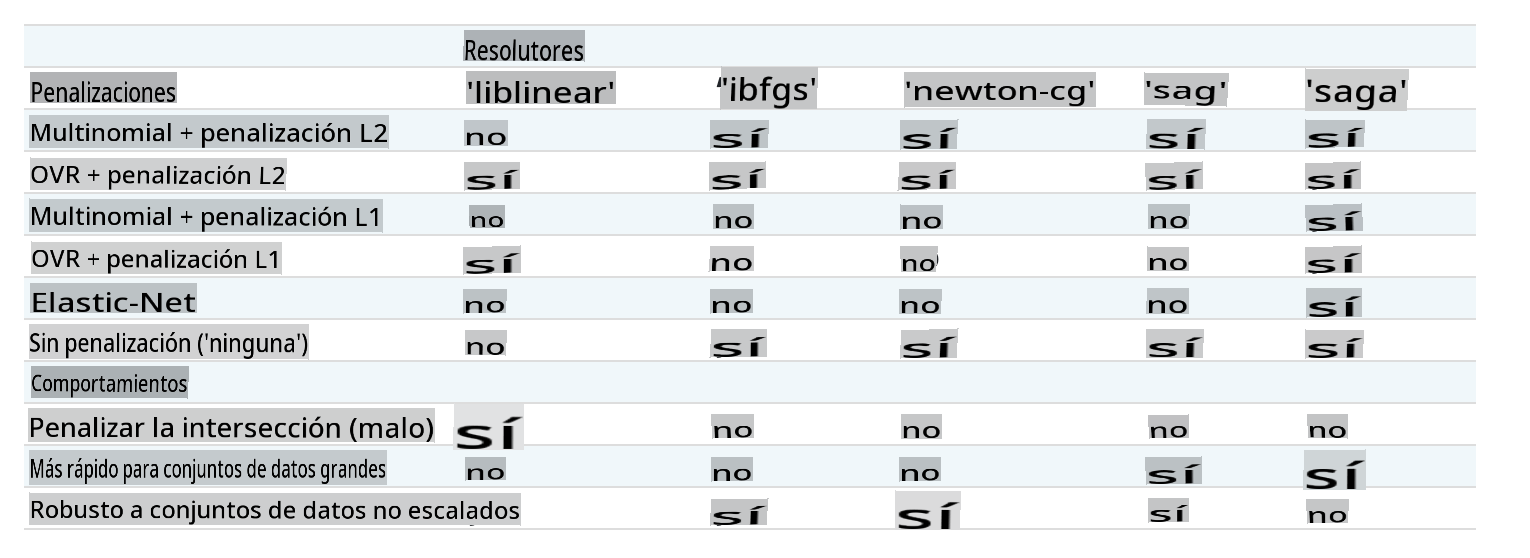 Resolutores
Penalizaciones 'liblinear' “ibfgs' 'newton-cg' 'sag' 'saga'
Multinomial + penalización L2 no sí sí sí sí
OVR + penalización L2 sí sí sí sí sí
Multinomial + penalización L1 no no no no sí
OVR + penalización L1 sí no no no sí
Elastic-Net no no no no sí
Sin penalización ('ninguna') no sí sí sí sí
Comportamientos
Penalizar la intersección (malo) sí no no no no
Más rápido para conjuntos de datos grandes no no no sí sí
Robusto a conjuntos de datos no escalados sí sí sí no